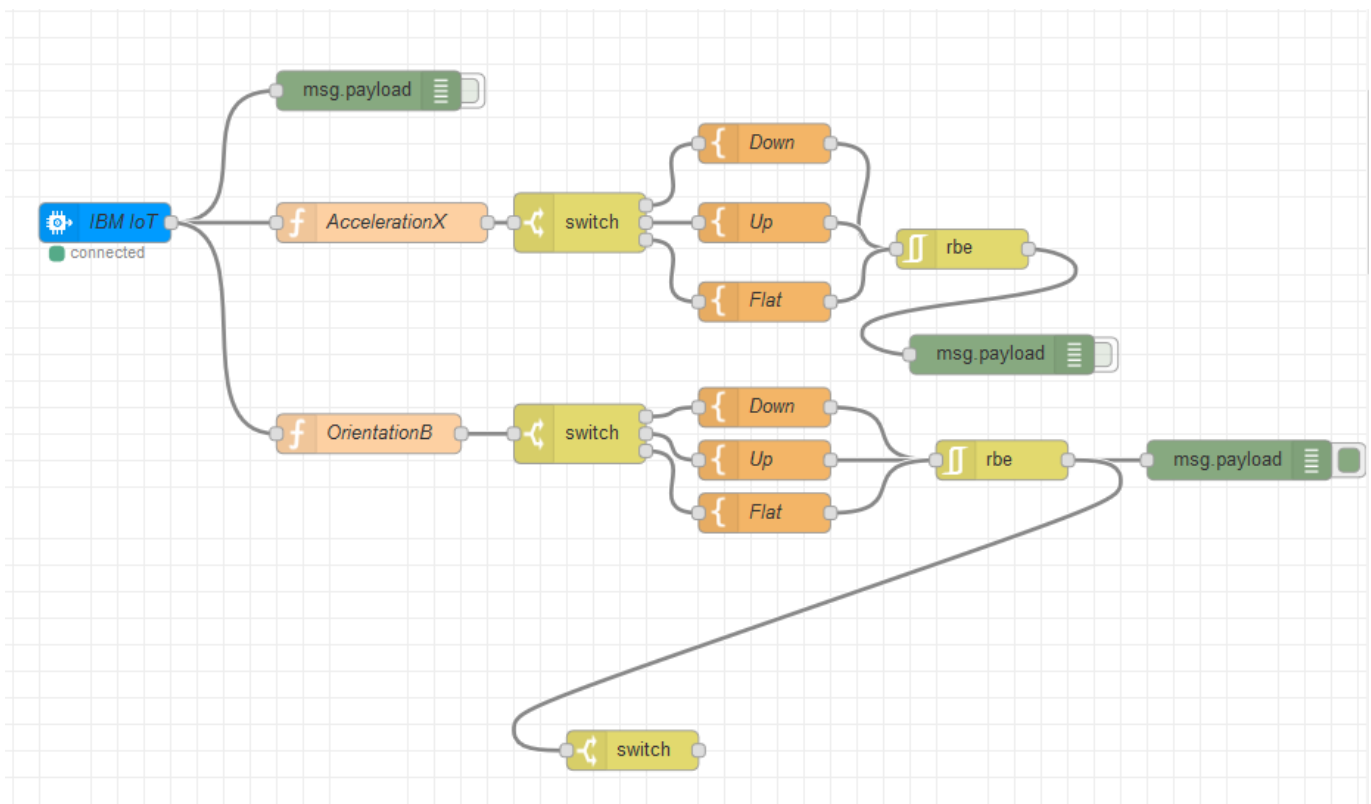 msg.payload
Down
IBM IoT
AccelerationX
switch
Up
connected
rbe
Flat
msg.payload
Down
OrientationB
switch
Up
rbe
msg.payload
Flat
switch